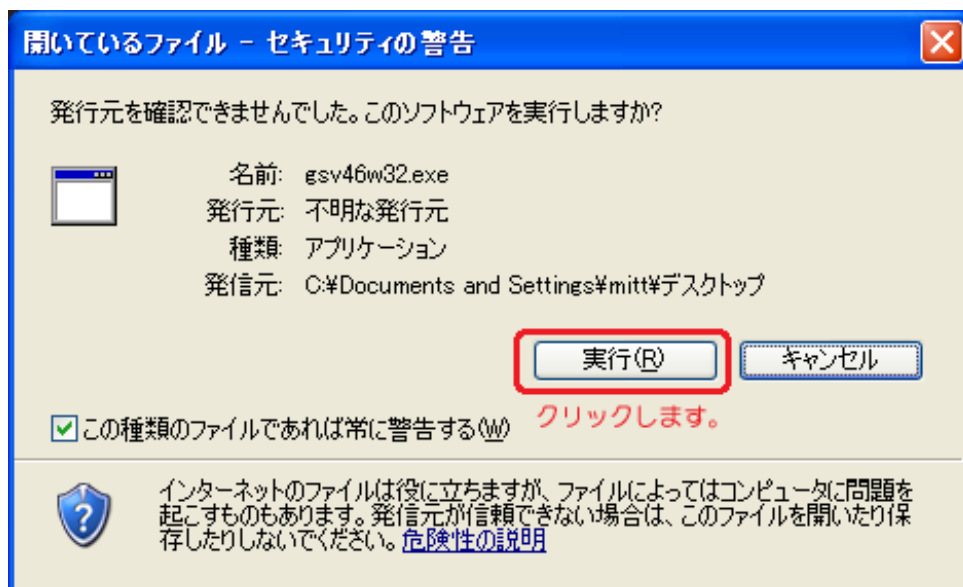 開いているファイル - セキュリティの警告
発行元を確認できませんでした。このソフトウェアを実行しますか?
名前: gsv46w32.exe
発行元: 不明な発行元
種類: アプリケーション
発信元: C:¥Documents and Settings¥mitt¥デスクトップ
実行(R) キャンセル
クリックします。
この種類のファイルであれば常に警告する(W)
インターネットのファイルは役に立ちますが、ファイルによってはコンピュータに問題を
起こすものもあります。発信元が信頼できない場合は、このファイルを開いたり保
存したりしないでください。危険性の説明